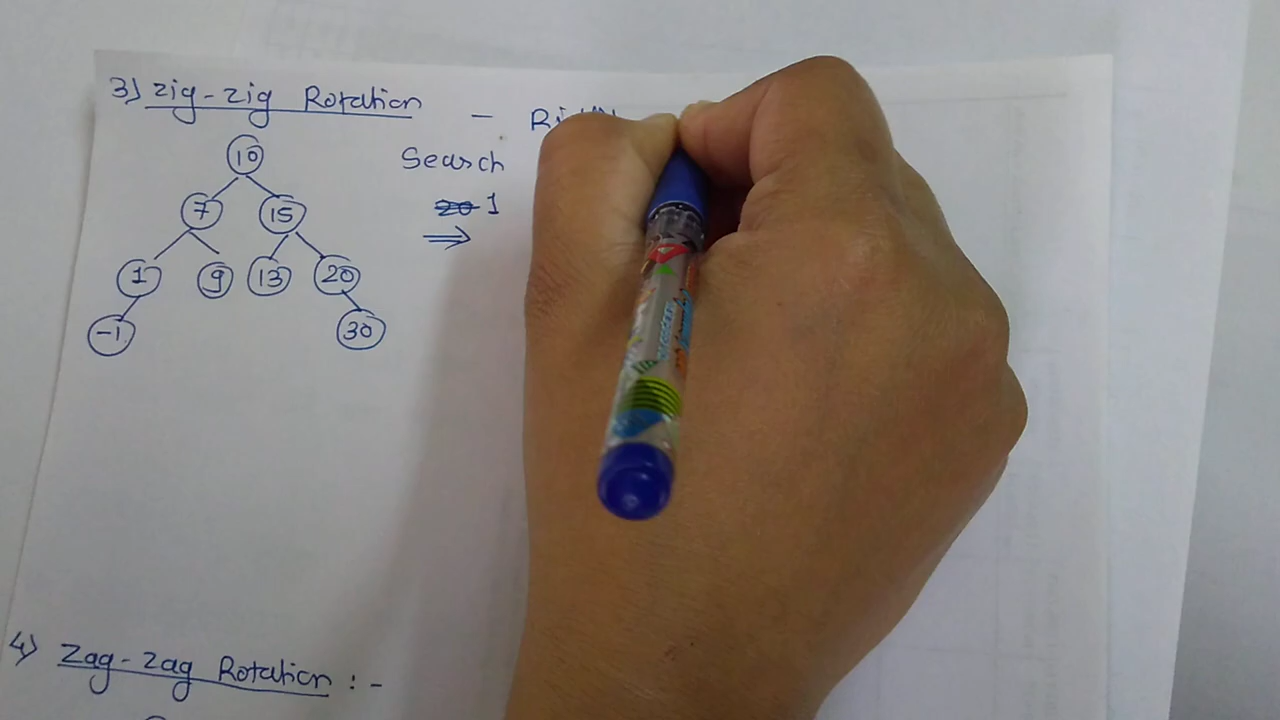 3) Zig-Zig Rotation -
10
Search
7 15
20 1
⇒
1 9 13 20
-1 30
4) Zag-Zag Rotation :-